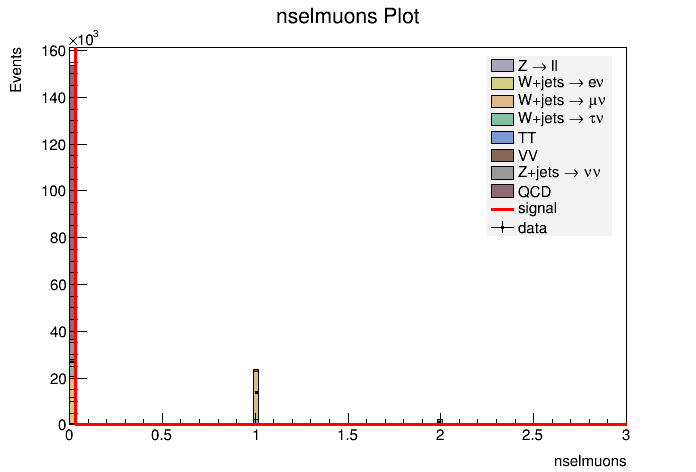 nselmuons Plot
×10³
Events
160
140
120
100
80
60
40
20
0
Z → ll
W+jets → eν
W+jets → μν
W+jets → τν
TT
VV
Z+jets → νν
QCD
signal
data
0 0.5 1 1.5 2 2.5 3
nselmuons